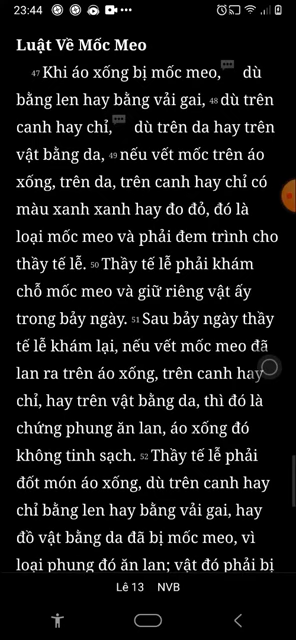 23:44
Luật Về Mốc Meo
47 Khi áo xống bị mốc meo, dù
bằng len hay bằng vải gai, 48 dù trên
canh hay chỉ, dù trên da hay trên
vật bằng da, 49 nếu vết mốc trên áo
xống, trên da, trên canh hay chỉ có
màu xanh xanh hay đo đỏ, đó là
loại mốc meo và phải đem trình cho
thầy tế lễ. 50 Thầy tế lễ phải khám
chỗ mốc meo và giữ riêng vật ấy
trong bảy ngày. 51 Sau bảy ngày thầy
tế lễ khám lại, nếu vết mốc meo đã
lan ra trên áo xống, trên canh hay
chỉ, hay trên vật bằng da, thì đó là
chứng phung ăn lan, áo xống đó
không tinh sạch. 52 Thầy tế lễ phải
đốt món áo xống, dù trên canh hay
chỉ bằng len hay bằng vải gai, hay
đồ vật bằng da đã bị mốc meo, vì
loại phung đó ăn lan; vật đó phải bị
Lê 13 NVB